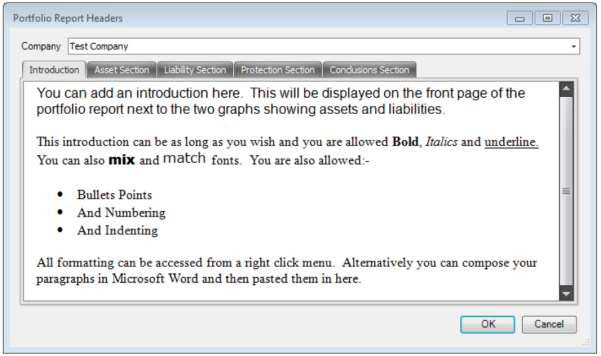 Portfolio Report Headers
Company Test Company
Introduction Asset Section Liability Section Protection Section Conclusions Section
You can add an introduction here. This will be displayed on the front page of the
portfolio report next to the two graphs showing assets and liabilities.
This introduction can be as long as you wish and you are allowed Bold, Italics and underline.
You can also mix and match fonts. You are also allowed:-
• Bullets Points
• And Numbering
• And Indenting
All formatting can be accessed from a right click menu. Alternatively you can compose your
paragraphs in Microsoft Word and then pasted them in here.
OK Cancel